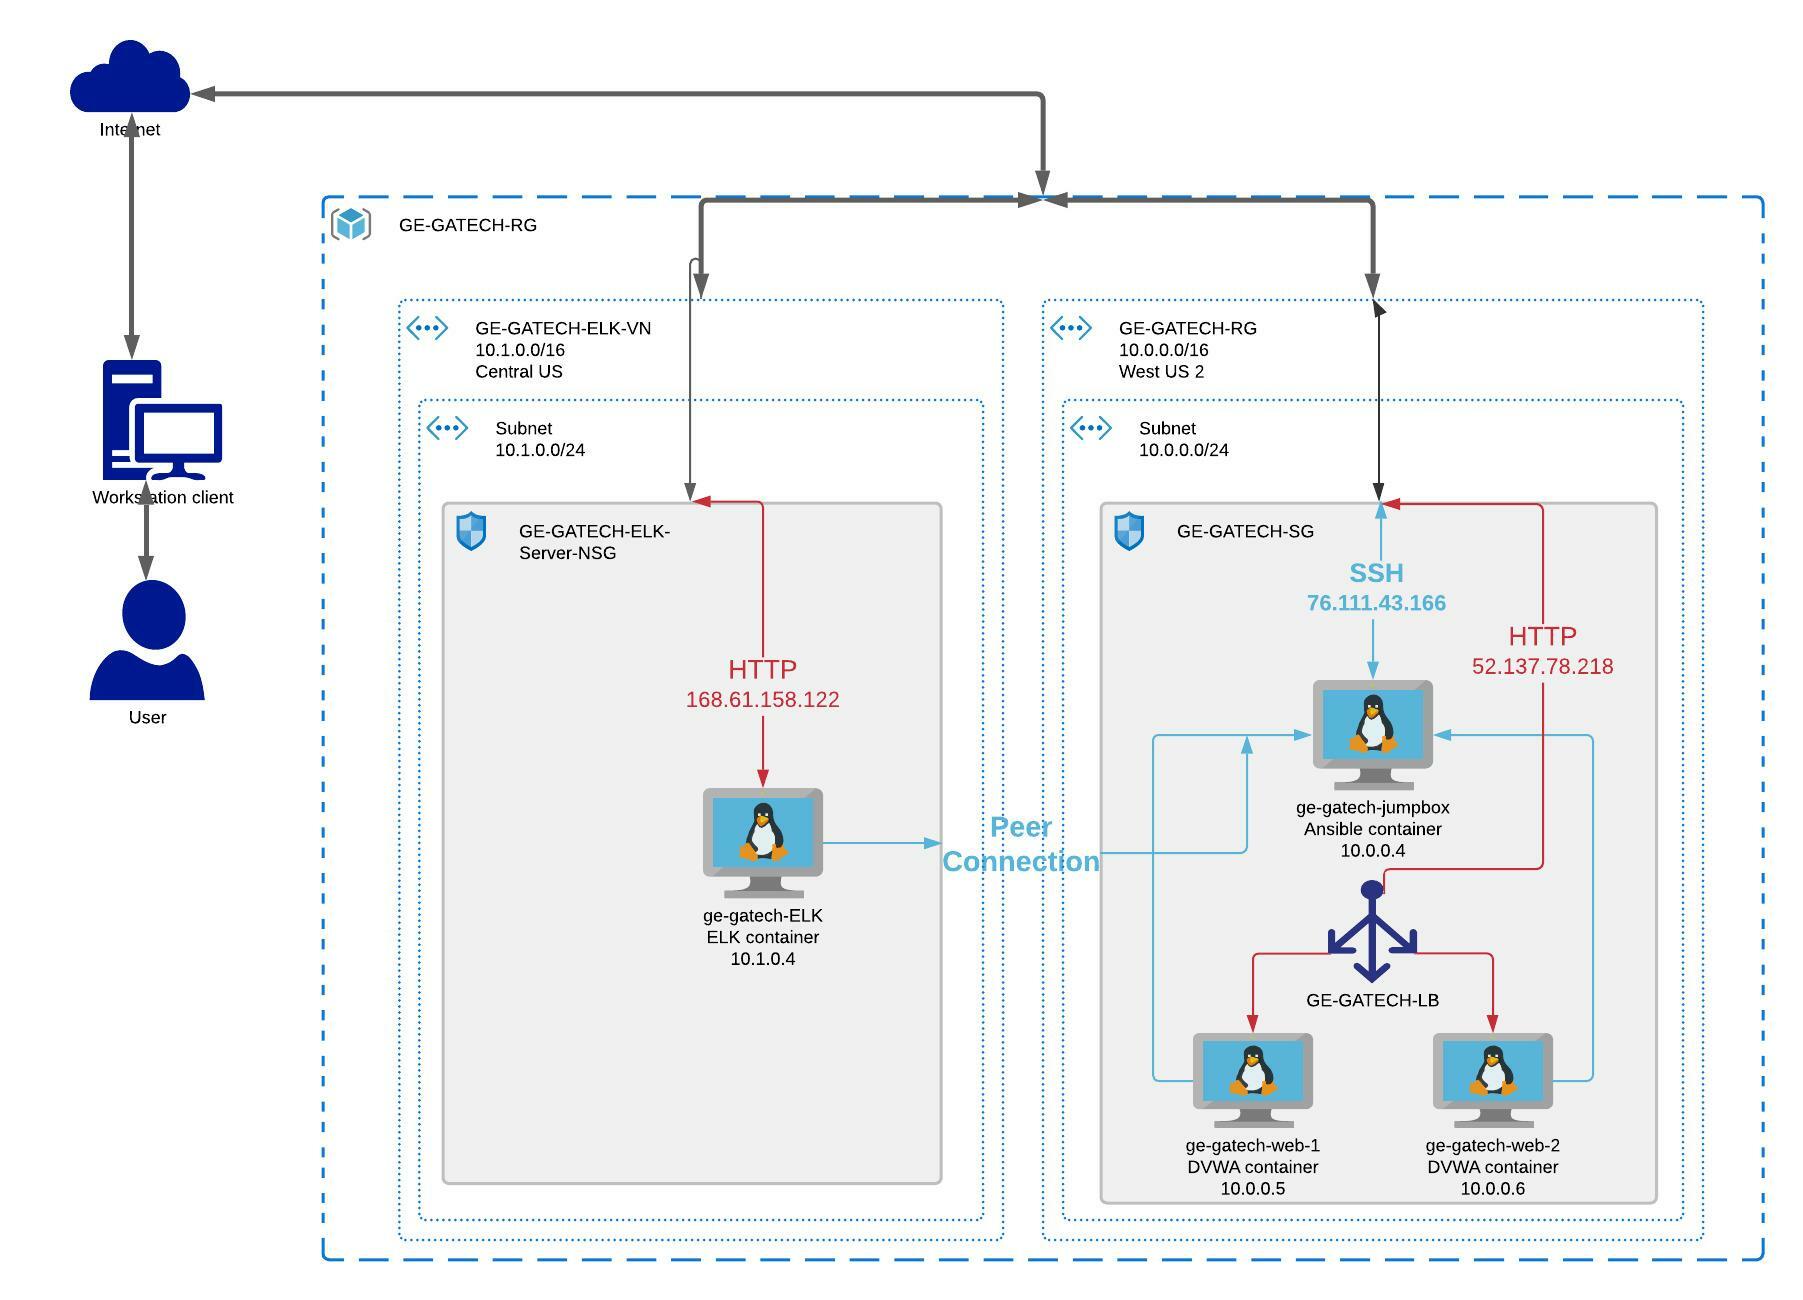 Internet
GE-GATECH-RG
GE-GATECH-ELK-VN
10.1.0.0/16
Central US
GE-GATECH-RG
10.0.0.0/16
West US 2
Subnet
10.1.0.0/24
Subnet
10.0.0.0/24
Workstation client
GE-GATECH-ELK-
Server-NSG
GE-GATECH-SG
SSH
76.111.43.166
HTTP
52.137.78.218
HTTP
168.61.158.122
User
ge-gatech-jumpbox
Ansible container
10.0.0.4
Peer
Connection
ge-gatech-ELK
ELK container
10.1.0.4
GE-GATECH-LB
ge-gatech-web-1
DVWA container
10.0.0.5
ge-gatech-web-2
DVWA container
10.0.0.6